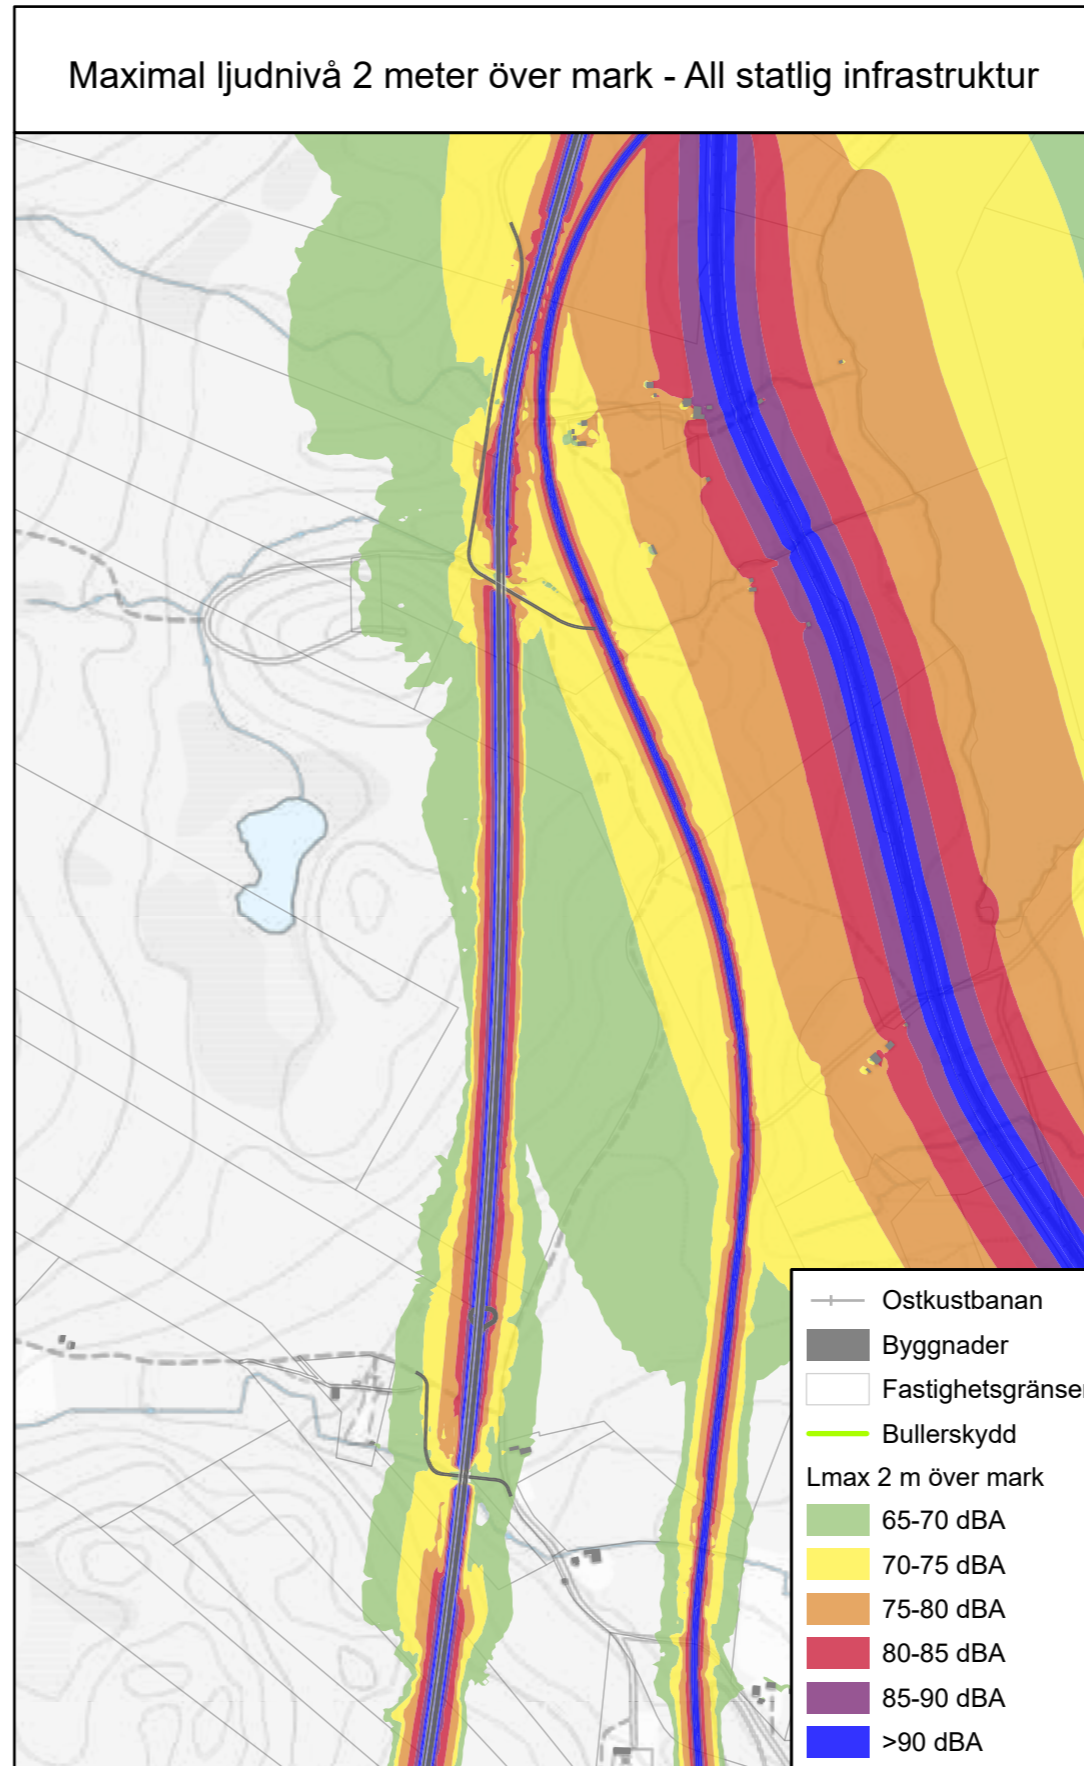 Maximal ljudnivå 2 meter över mark - All statlig infrastruktur
Ostkustbanan
Byggnader
Fastighetsgränser
Bullerskydd
Lmax 2 m över mark
65-70 dBA
70-75 dBA
75-80 dBA
80-85 dBA
85-90 dBA
>90 dBA